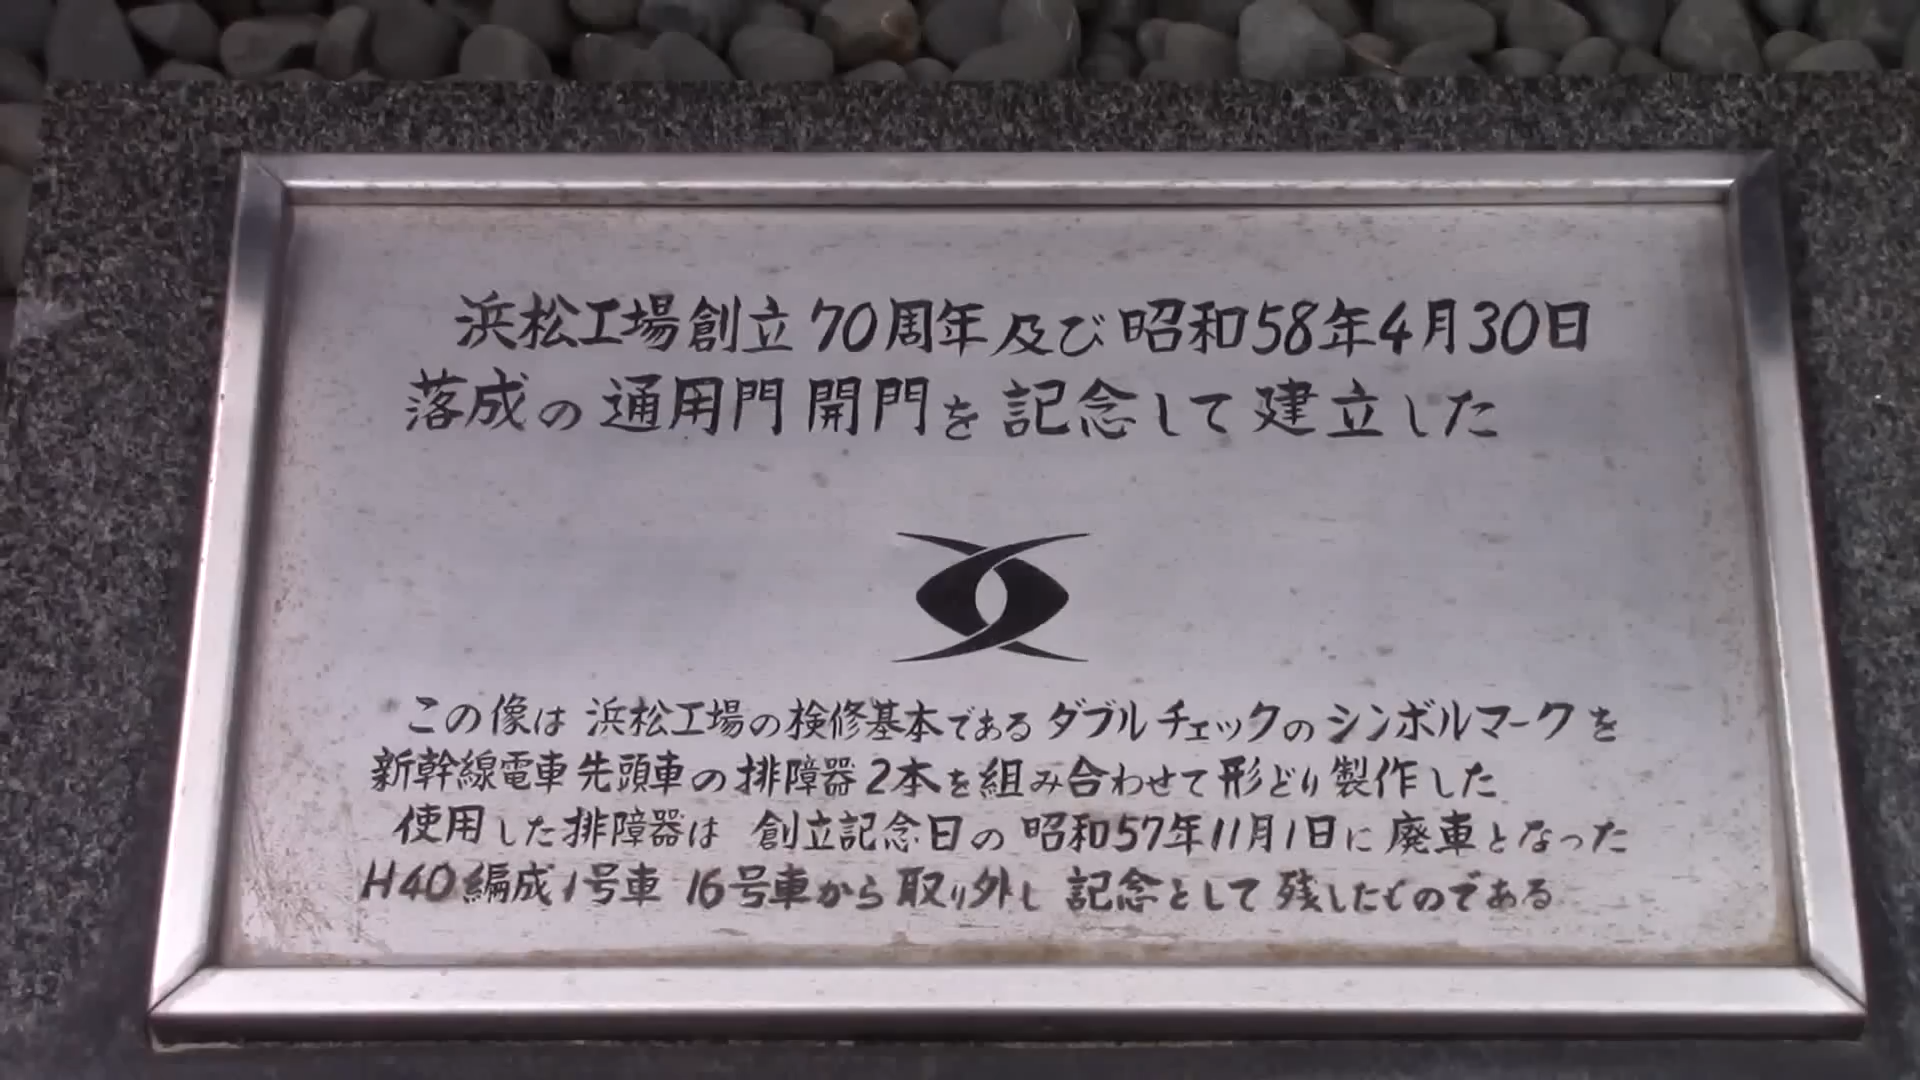 浜松工場創立70周年及び昭和58年4月30日
落成の通用門開門を記念して建立した
この像は浜松工場の検修基本であるダブルチェックのシンボルマークを
新幹線電車先頭車の排障器2本を組み合わせて形どり製作した
使用した排障器は 創立記念日の昭和57年11月1日に廃車となった
H40編成1号車 16号車から取り外し 記念として残したものである